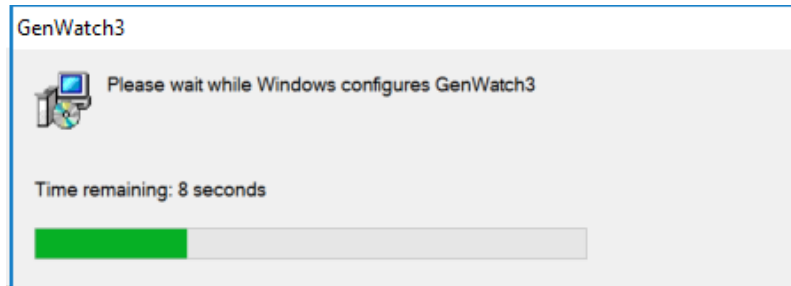 GenWatch3
Please wait while Windows configures GenWatch3
Time remaining: 8 seconds